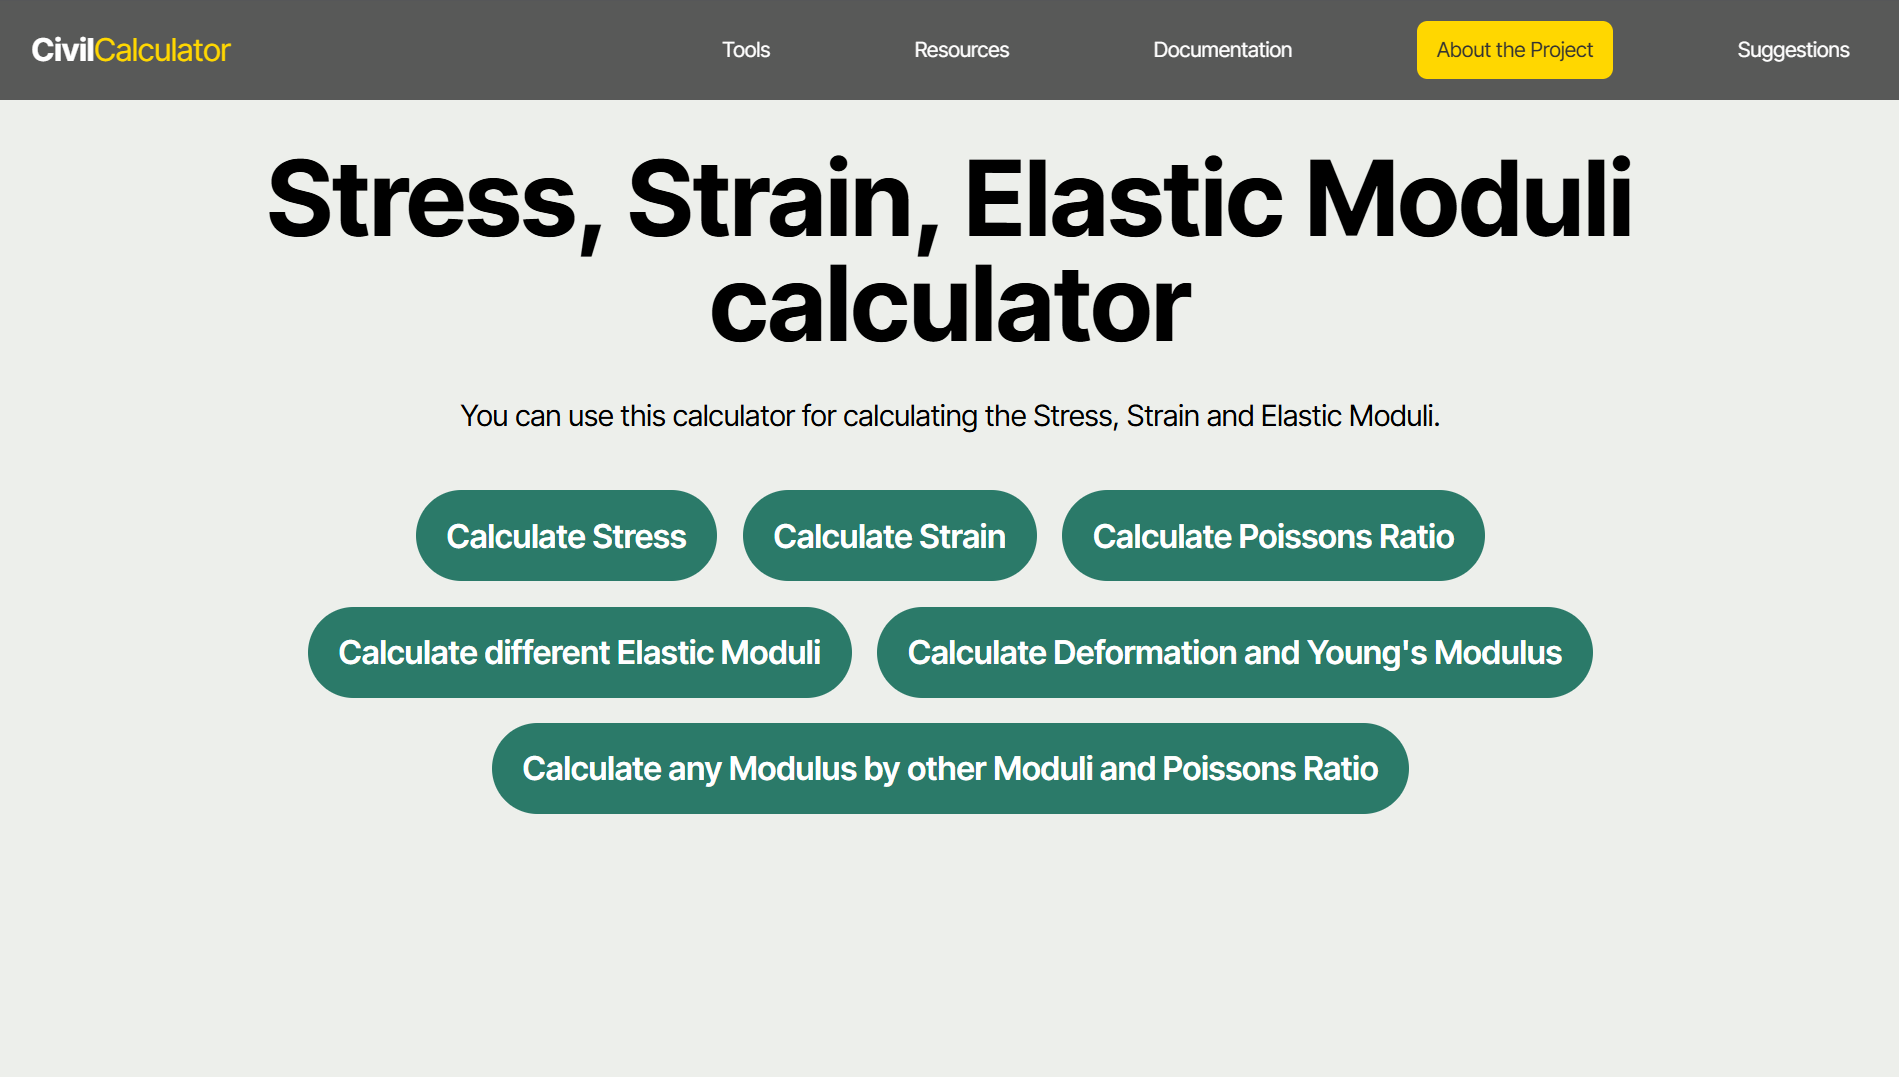 CivilCalculator
Tools
Resources
Documentation
About the Project
Suggestions
Stress, Strain, Elastic Moduli
calculator
You can use this calculator for calculating the Stress, Strain and Elastic Moduli.
Calculate Stress
Calculate Strain
Calculate Poissons Ratio
Calculate different Elastic Moduli
Calculate Deformation and Young's Modulus
Calculate any Modulus by other Moduli and Poissons Ratio